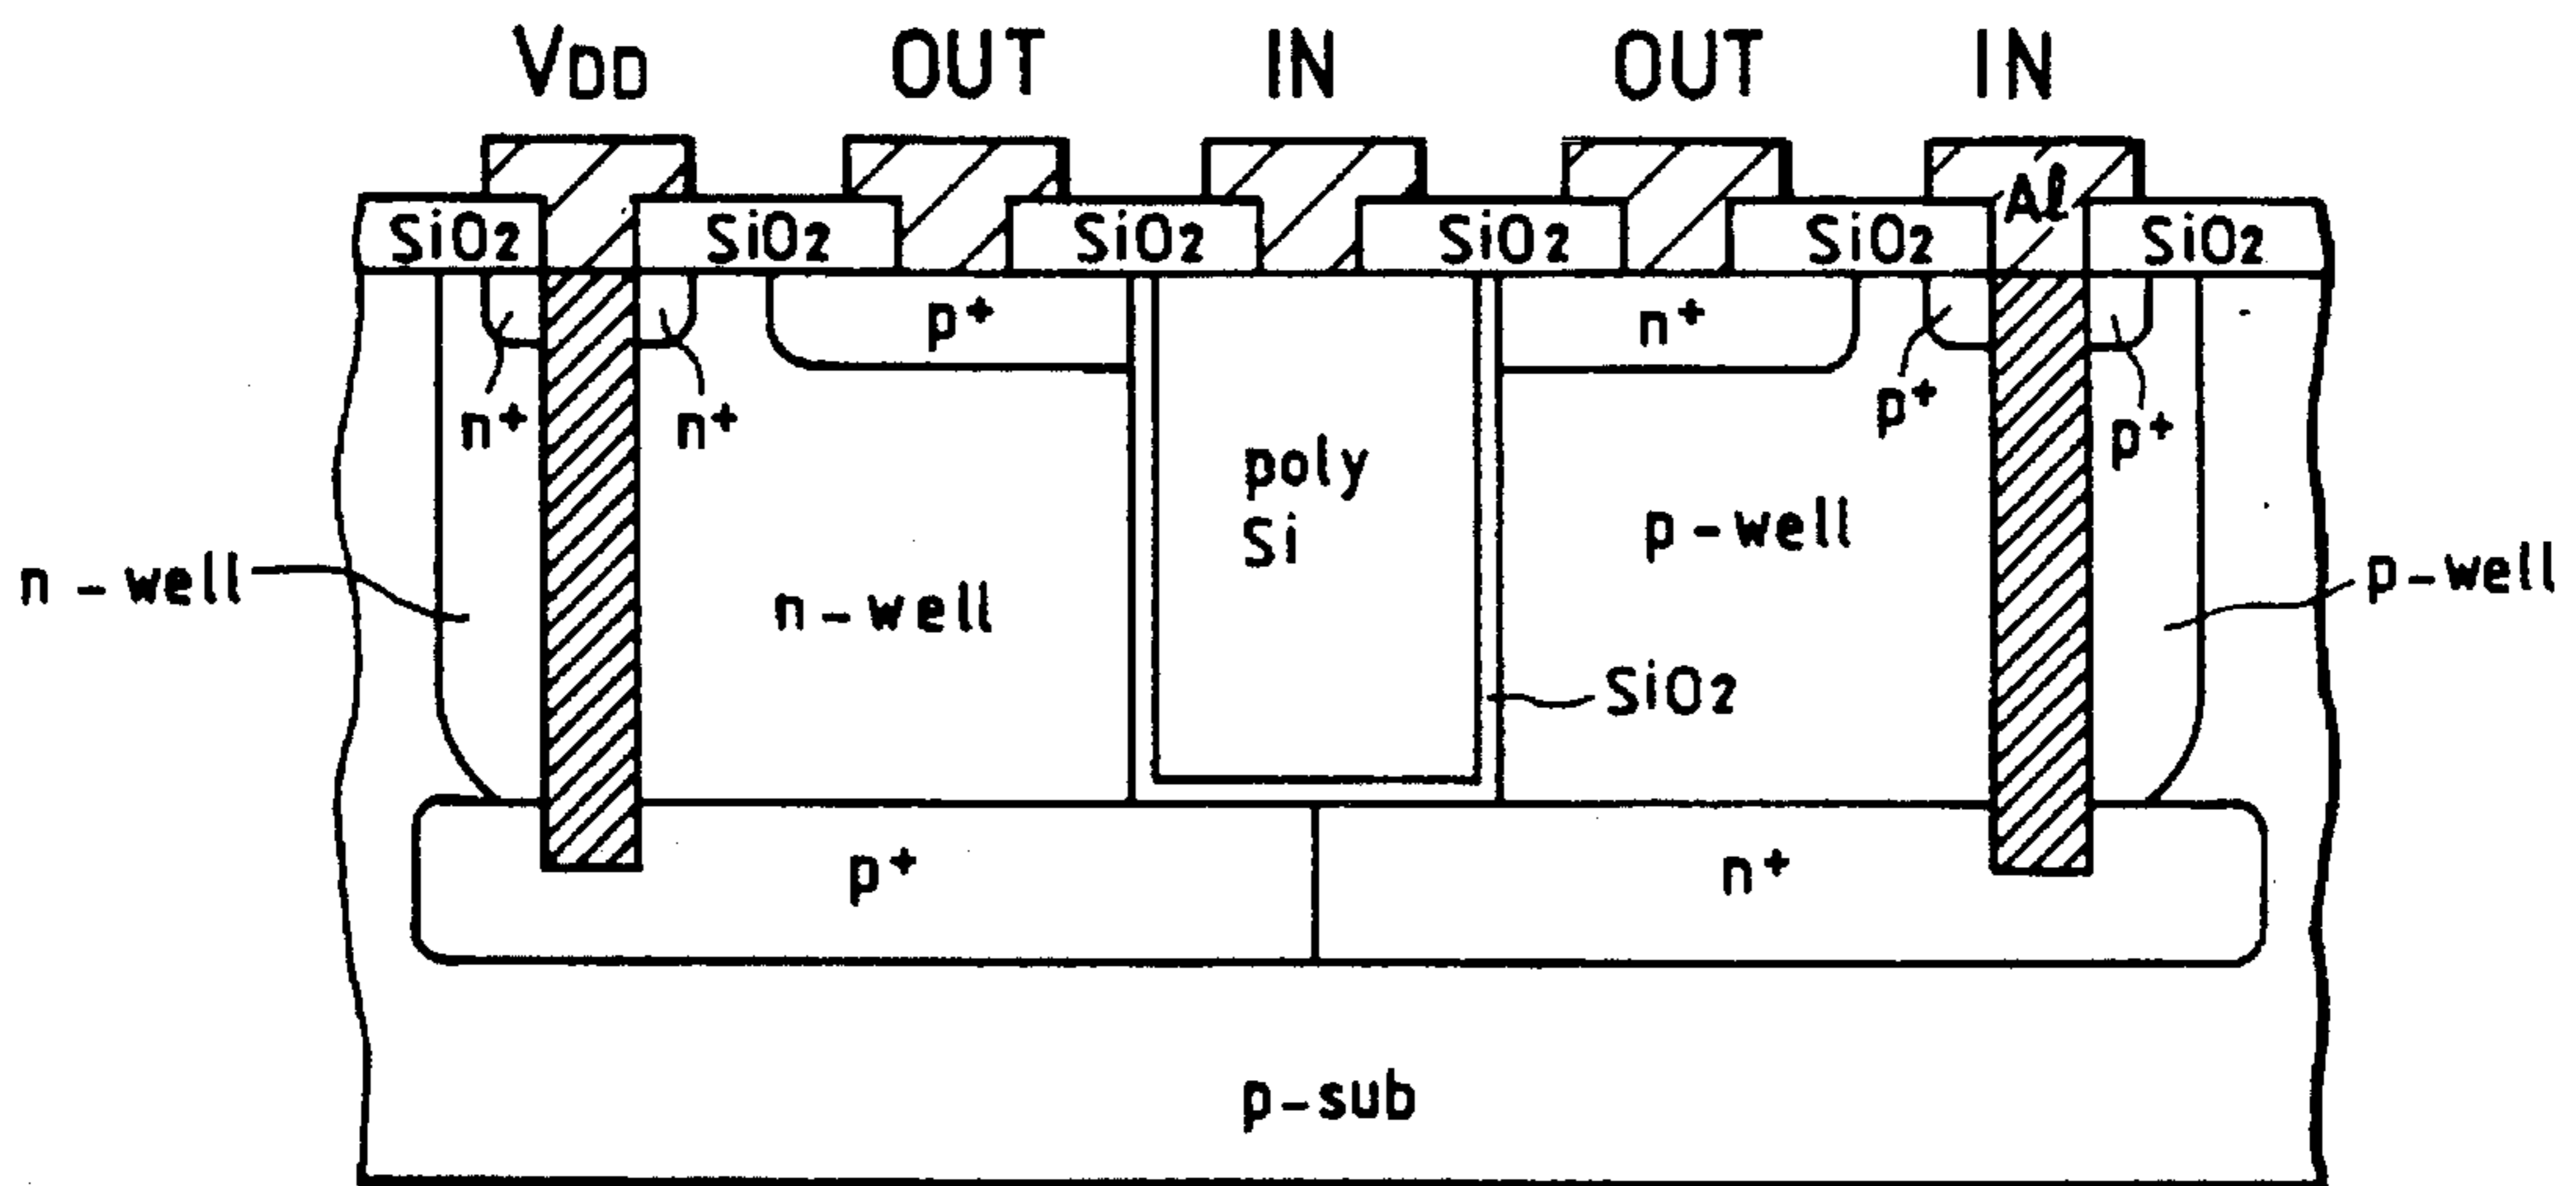 VDD OUT IN OUT IN
Al
SiO2 SiO2 SiO2 SiO2 SiO2 SiO2
p+ n+
n+ n+ p+ p+
poly
Si
p-well
n-well n-well p-well
SiO2
p+ n+
p-sub